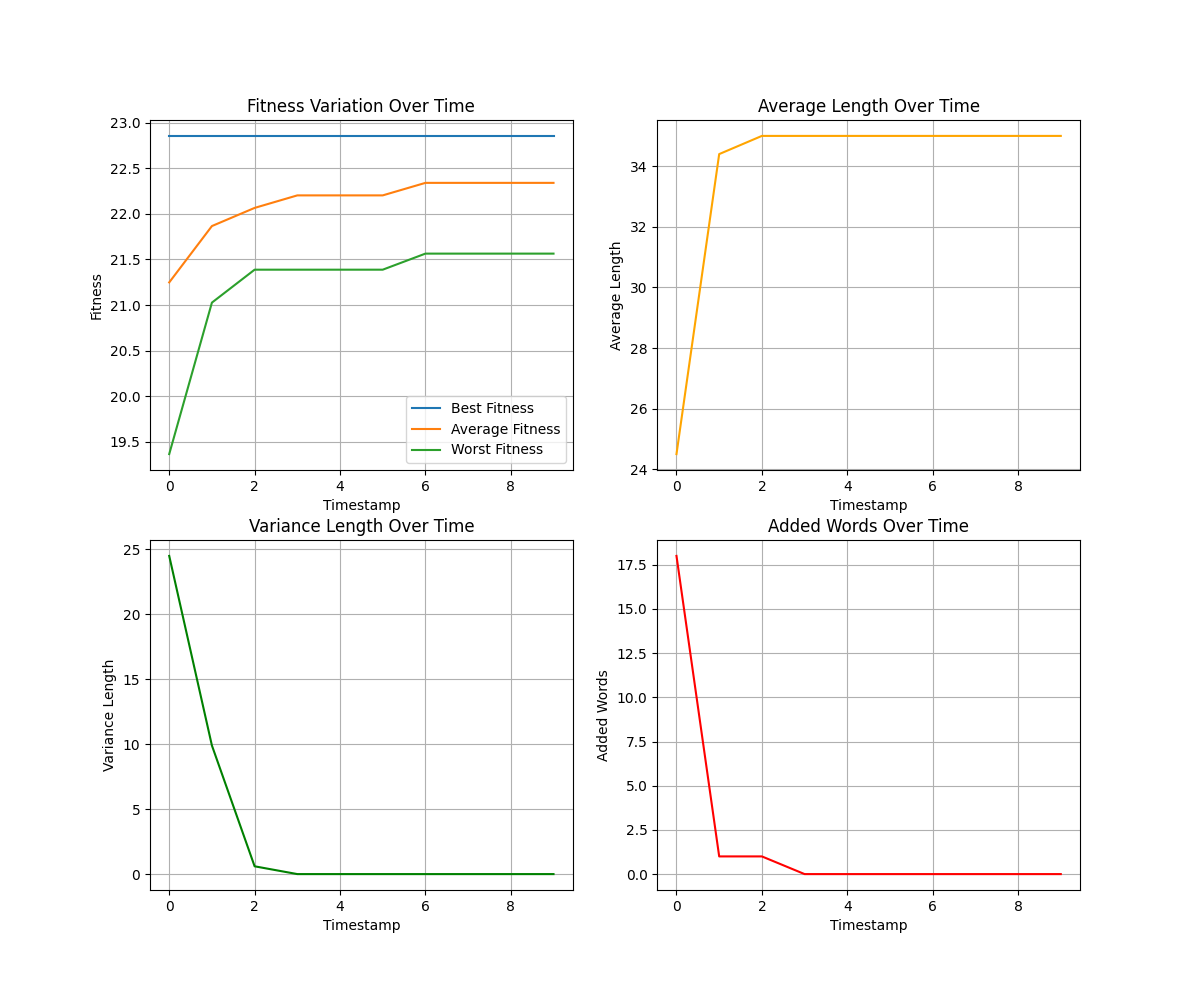 Fitness Variation Over Time
23.0
22.5
22.0
21.5
21.0
20.5
20.0
19.5
Fitness
Best Fitness
Average Fitness
Worst Fitness
0 2 4 6 8
Timestamp
Average Length Over Time
34
32
30
28
26
24
Average Length
0 2 4 6 8
Timestamp
Variance Length Over Time
25
20
15
10
5
0
Variance Length
0 2 4 6 8
Timestamp
Added Words Over Time
17.5
15.0
12.5
10.0
7.5
5.0
2.5
0.0
Added Words
0 2 4 6 8
Timestamp